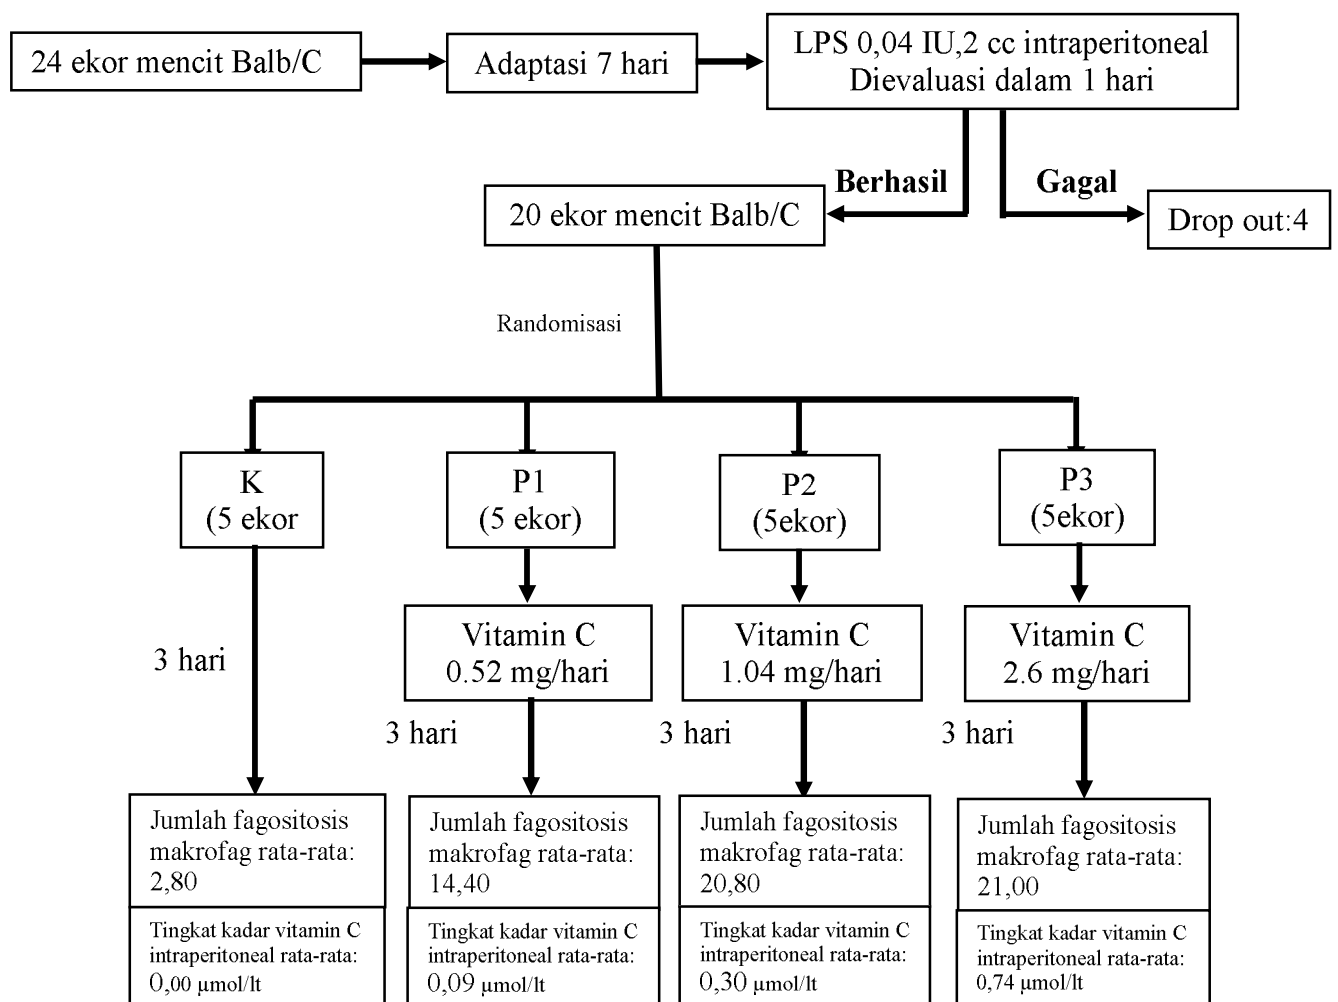 24 ekor mencit Balb/C
Adaptasi 7 hari
LPS 0,04 IU,2 cc intraperitoneal
Dievaluasi dalam 1 hari
Berhasil
Gagal
20 ekor mencit Balb/C
Drop out:4
Randomisasi
K
(5 ekor
P1
(5 ekor)
P2
(5ekor)
P3
(5ekor)
3 hari
Vitamin C
0.52 mg/hari
Vitamin C
1.04 mg/hari
Vitamin C
2.6 mg/hari
3 hari
3 hari
3 hari
Jumlah fagositosis
makrofag rata-rata:
2,80
Jumlah fagositosis
makrofag rata-rata:
14,40
Jumlah fagositosis
makrofag rata-rata:
20,80
Jumlah fagositosis
makrofag rata-rata:
21,00
Tingkat kadar vitamin C
intraperitoneal rata-rata:
0,00 µmol/lt
Tingkat kadar vitamin C
intraperitoneal rata-rata:
0,09 µmol/lt
Tingkat kadar vitamin C
intraperitoneal rata-rata:
0,30 µmol/lt
Tingkat kadar vitamin C
intraperitoneal rata-rata:
0,74 µmol/lt